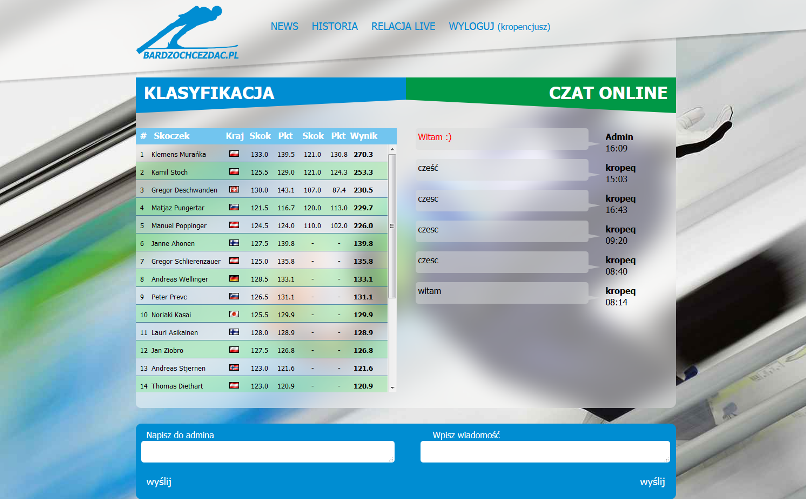 BARDZOCHCEZDAC.PL
NEWS HISTORIA RELACJA LIVE WYLOGUJ (kropencjusz)
KLASYFIKACJA
CZAT ONLINE
# Skoczek Kraj Skok Pkt Skok Pkt Wynik
1 Klemens Murańka 133.0 139.5 121.0 130.8 270.3
2 Kamil Stoch 125.5 129.0 121.0 124.3 253.3
3 Gregor Deschwanden 130.0 143.1 107.0 87.4 230.5
4 Matjaz Pungertar 121.5 116.7 120.0 113.0 229.7
5 Manuel Poppinger 124.5 124.0 110.0 102.0 226.0
6 Janne Ahonen 127.5 139.8 - - 139.8
7 Gregor Schlierenzauer 125.0 135.8 - - 135.8
8 Andreas Wellinger 128.5 133.1 - - 133.1
9 Peter Prevc 126.5 131.1 - - 131.1
10 Noriaki Kasai 125.5 129.9 - - 129.9
11 Lauri Asikainen 128.0 128.9 - - 128.9
12 Jan Ziobro 127.5 126.8 - - 126.8
13 Andreas Stjernen 123.0 121.6 - - 121.6
14 Thomas Diethart 123.0 120.9 - - 120.9
Witam :) Admin
16:09
cześć kropeq
15:03
czesc kropeq
16:43
czesc kropeq
09:20
czesc kropeq
08:40
witam kropeq
08:14
Napisz do admina
wyślij
Wpisz wiadomość
wyślij